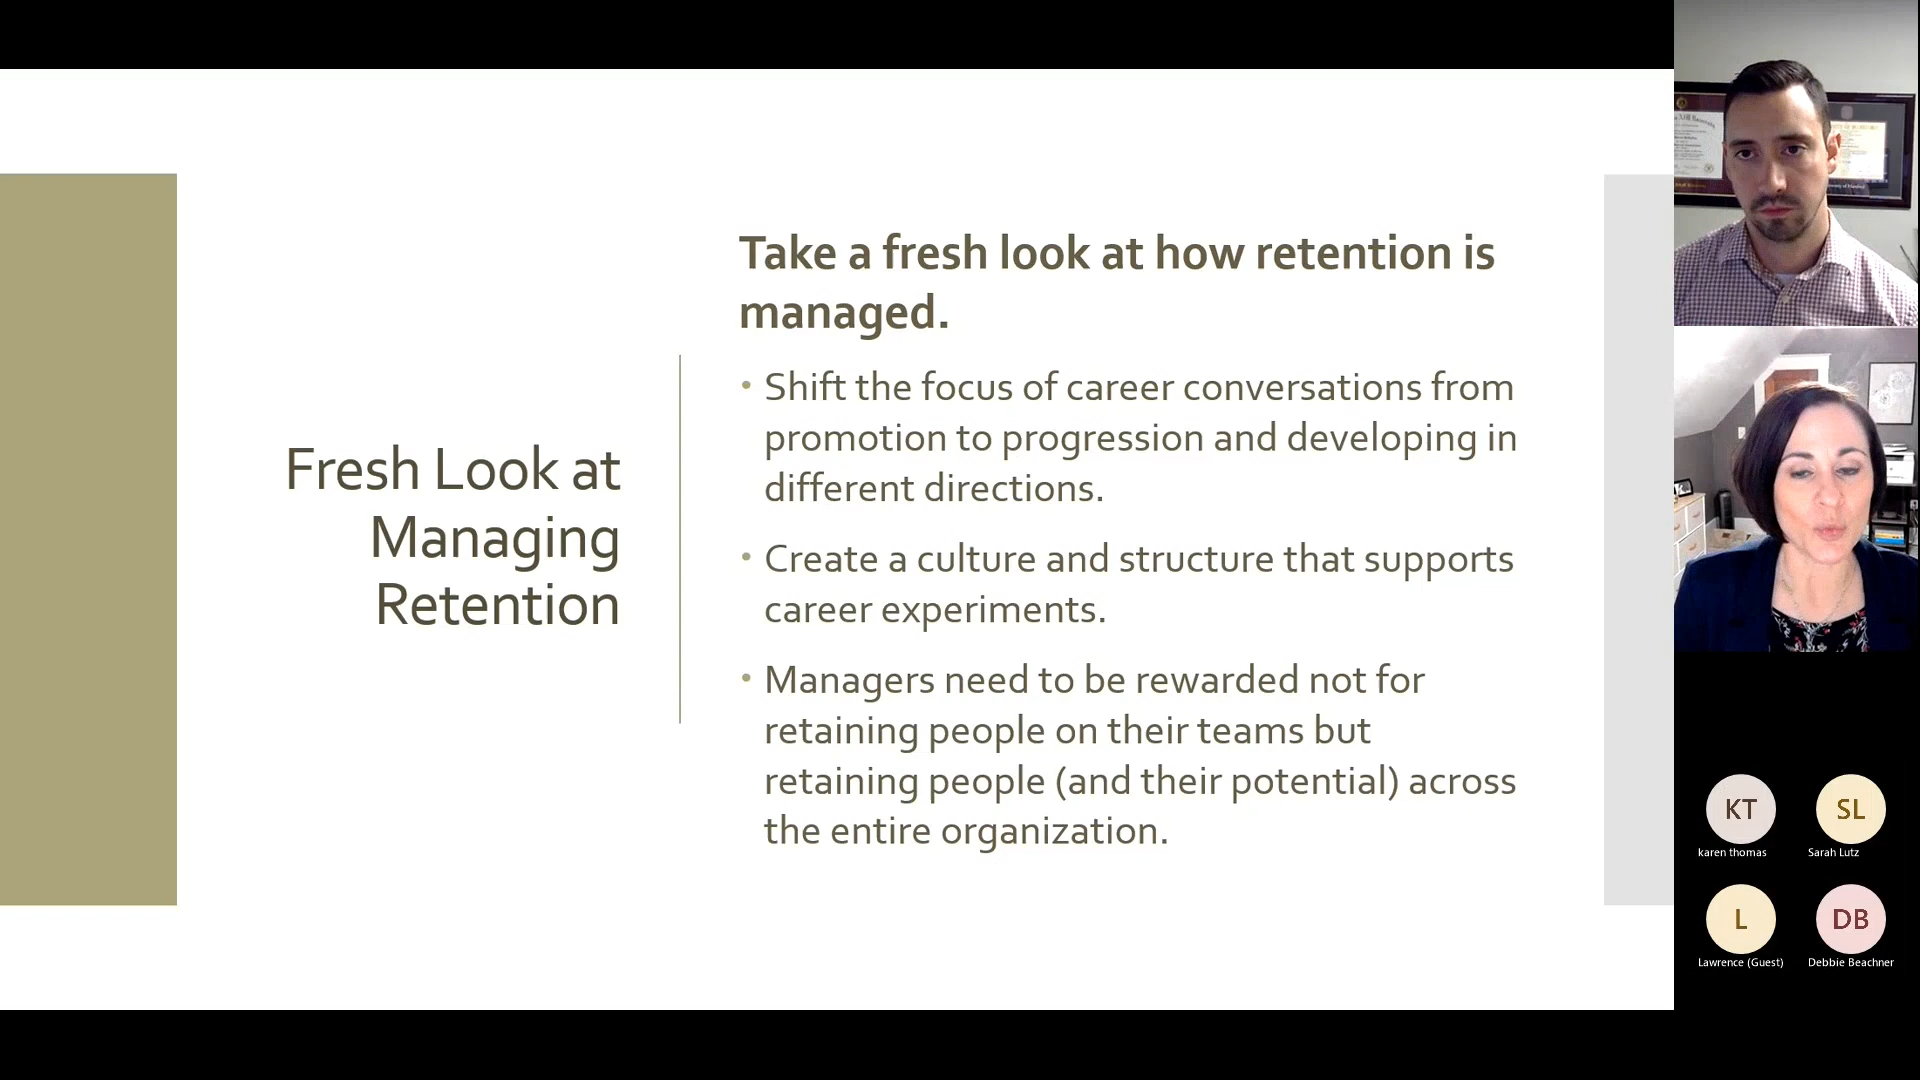 Fresh Look at
Managing
Retention
Take a fresh look at how retention is
managed.
• Shift the focus of career conversations from
promotion to progression and developing in
different directions.
• Create a culture and structure that supports
career experiments.
• Managers need to be rewarded not for
retaining people on their teams but
retaining people (and their potential) across
the entire organization.
KT
karen thomas
SL
Sarah Lutz
L
Lawrence (Guest)
DB
Debbie Beachner